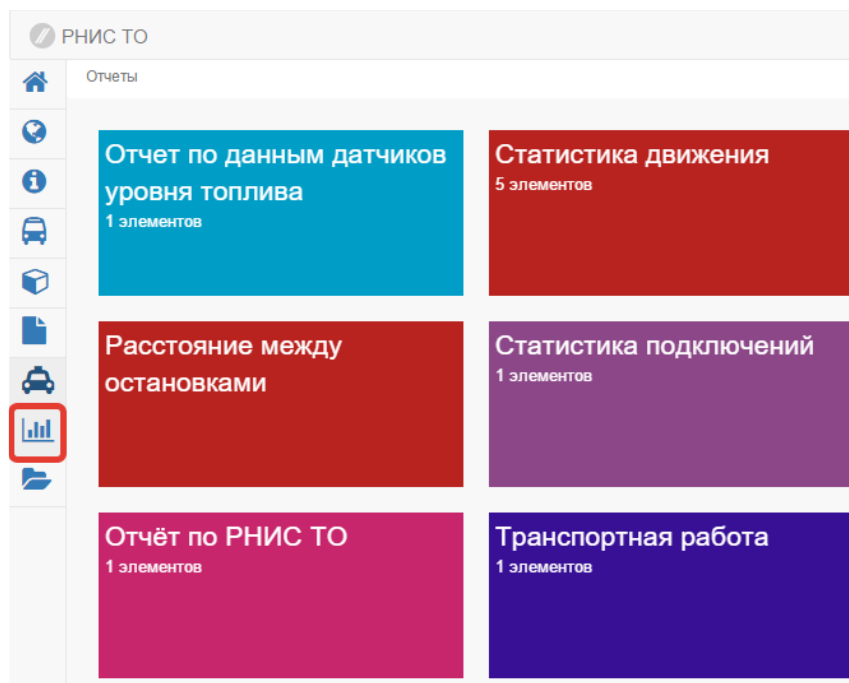 РНИС ТО
Отчеты
Отчет по данным датчиков
уровня топлива
1 элементов
Статистика движения
5 элементов
Расстояние между
остановками
Статистика подключений
1 элементов
Отчёт по РНИС ТО
1 элементов
Транспортная работа
1 элементов